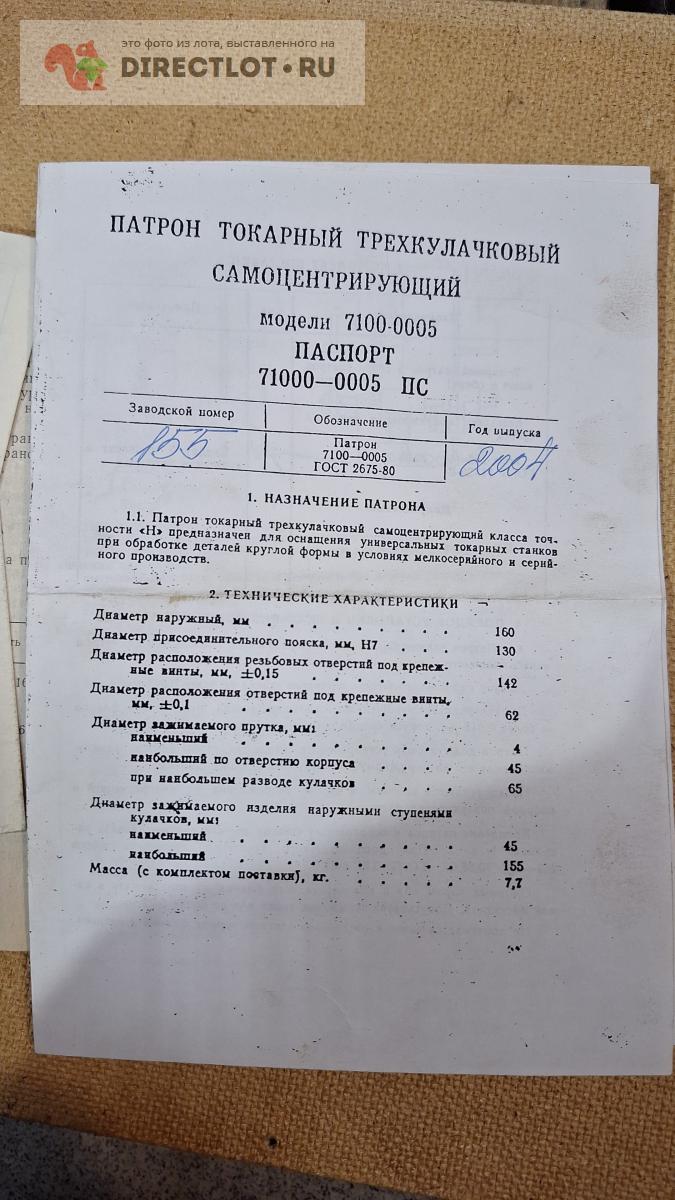 это фото из лота, выставленного на
DIRECTLOT•RU
ПАТРОН ТОКАРНЫЙ ТРЕХКУЛАЧКОВЫЙ
САМОЦЕНТРИРУЮЩИЙ
модели 7100-0005
ПАСПОРТ
71000—0005 ПС
Заводской номер Обозначение Год выпуска
155 Патрон 2004
7100—0005
ГОСТ 2675-80
1. НАЗНАЧЕНИЕ ПАТРОНА
1.1. Патрон токарный трехкулачковый самоцентрирующий класса точ-
ности «Н» предназначен для оснащения универсальных токарных станков
при обработке деталей круглой формы в условиях мелкосерийного и серий-
ного производств.
2. ТЕХНИЧЕСКИЕ ХАРАКТЕРИСТИКИ
Диаметр наружный, мм . . . . . . . . 160
Диаметр присоединительного пояска, мм, Н7 . . . 130
Диаметр расположения резьбовых отверстий под крепеж-
ные винты, мм, ±0,15 . . . . . . . 142
Диаметр расположения отверстий под крепежные винты,
мм, ±0,1 . . . . . . . . . 62
Диаметр зажимаемого прутка, мм:
наименьший . . . . . . . . . 4
наибольший по отверстию корпуса . . . . 45
при наибольшем разводе кулачков . . . . 65
Диаметр зажимаемого изделия наружными ступенями
кулачков, мм:
наименьший . . . . . . . . . 45
наибольший . . . . . . . . . 155
Масса (с комплектом поставки), кг. . . . . . 7,7